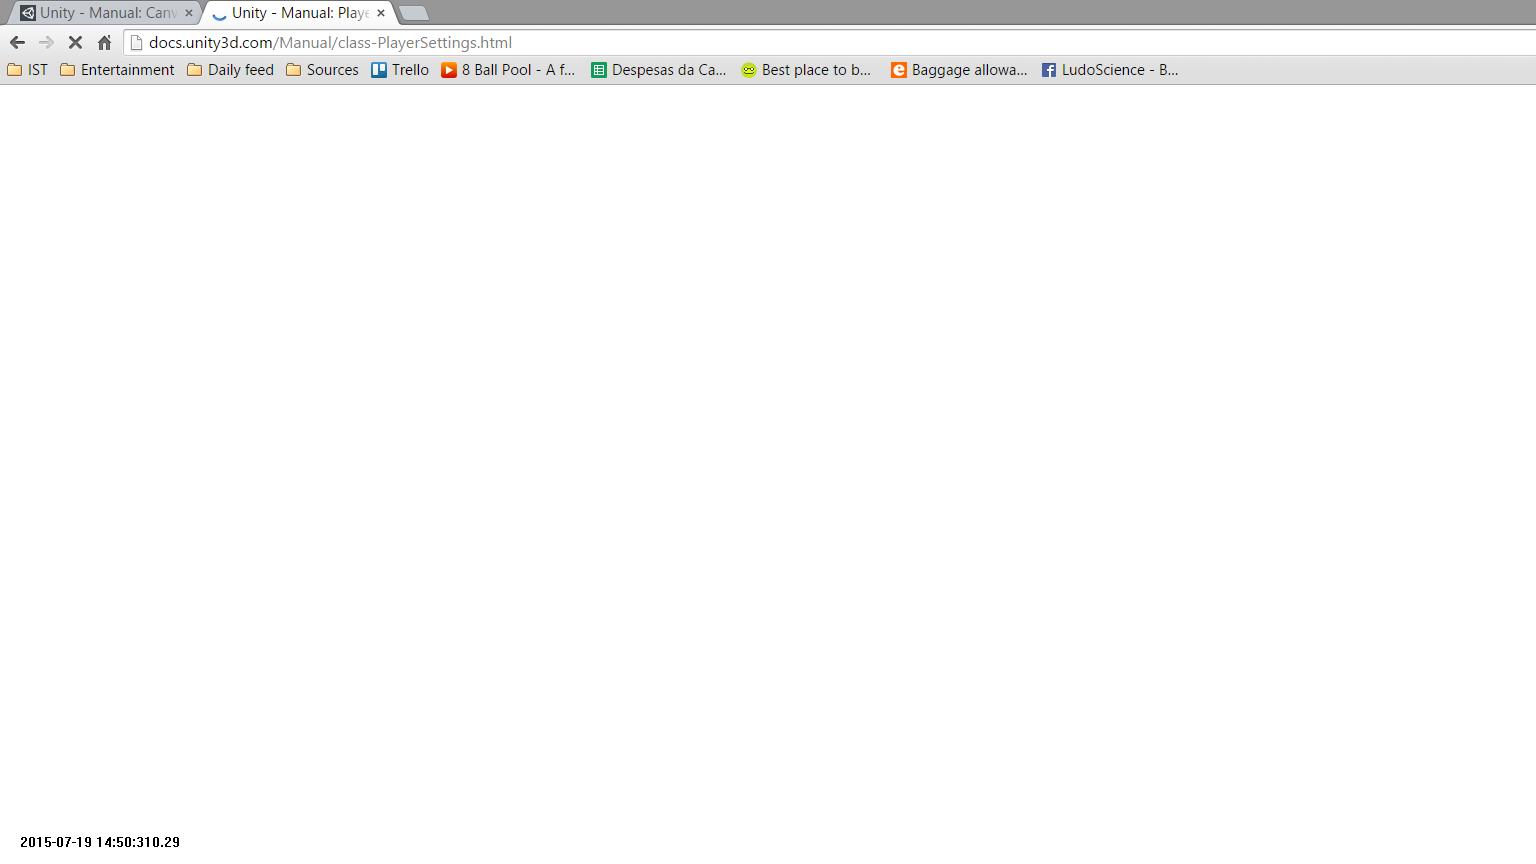 Unity - Manual: Canv
Unity - Manual: Playe
docs.unity3d.com/Manual/class-PlayerSettings.html
IST Entertainment Daily feed Sources Trello 8 Ball Pool - A f... Despesas da Ca... Best place to b... Baggage allowa... LudoScience - B...
2015-07-19 14:50:310.29